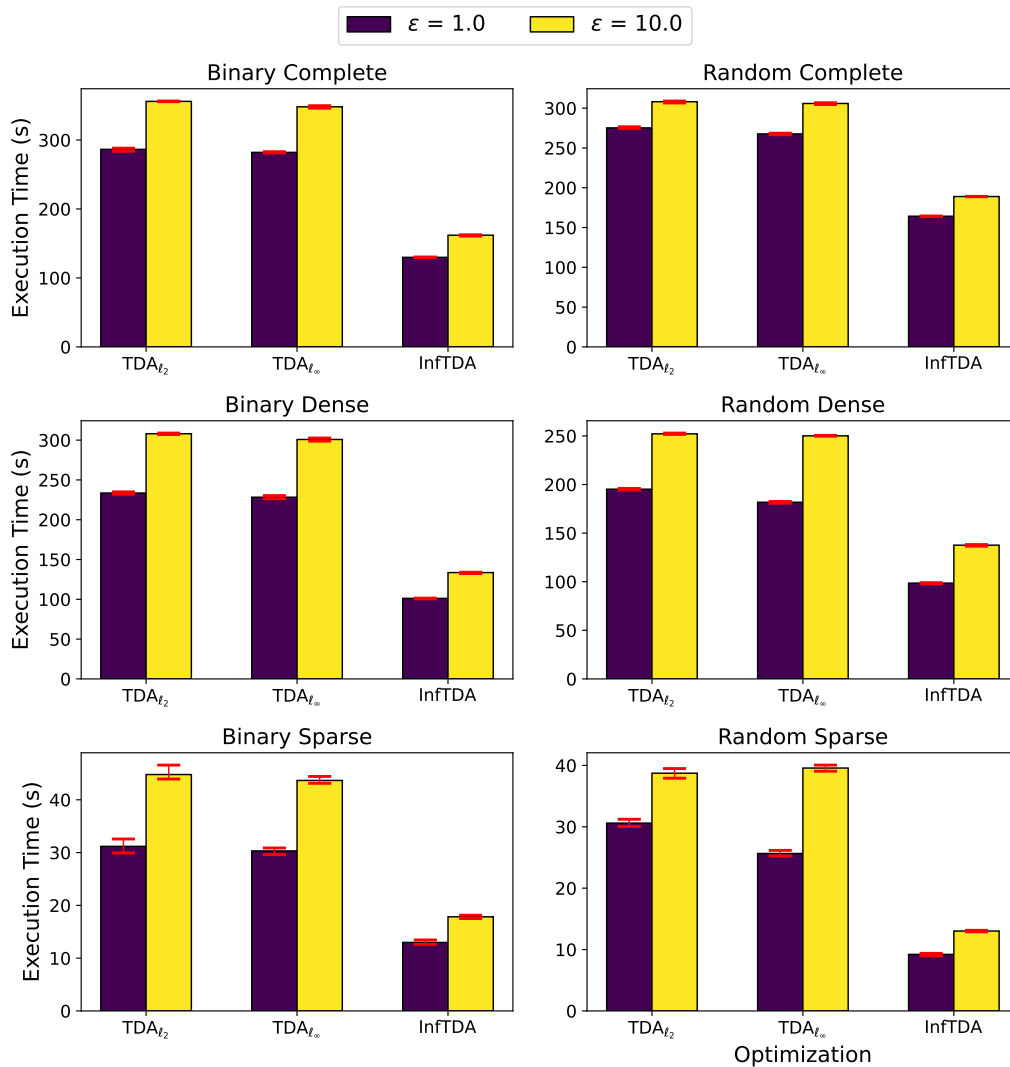 ε = 1.0 ε = 10.0
Binary Complete
Execution Time (s)
300
200
100
0
TDAℓ₂ TDAℓ∞ InfTDA
Random Complete
300
250
200
150
100
50
0
TDAℓ₂ TDAℓ∞ InfTDA
Binary Dense
Execution Time (s)
300
250
200
150
100
50
0
TDAℓ₂ TDAℓ∞ InfTDA
Random Dense
250
200
150
100
50
0
TDAℓ₂ TDAℓ∞ InfTDA
Binary Sparse
Execution Time (s)
40
30
20
10
0
TDAℓ₂ TDAℓ∞ InfTDA
Random Sparse
40
30
20
10
0
TDAℓ₂ TDAℓ∞ InfTDA
Optimization